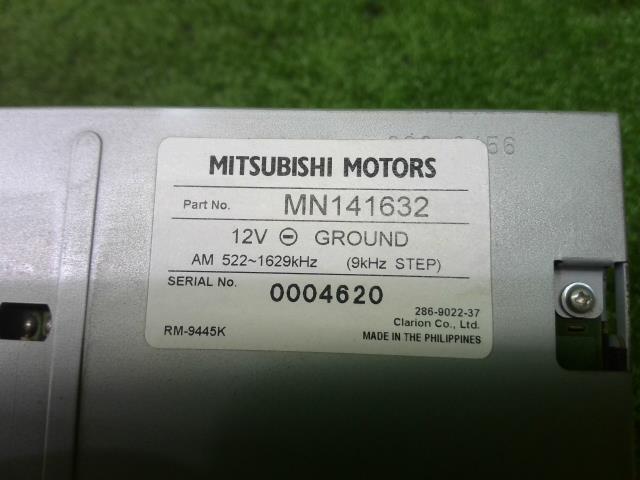 MITSUBISHI MOTORS
Part No. MN141632
12V ⊖ GROUND
AM 522~1629kHz (9kHz STEP)
SERIAL No. 0004620
286-9022-37
RM-9445K Clarion Co., Ltd.
MADE IN THE PHILIPPINES